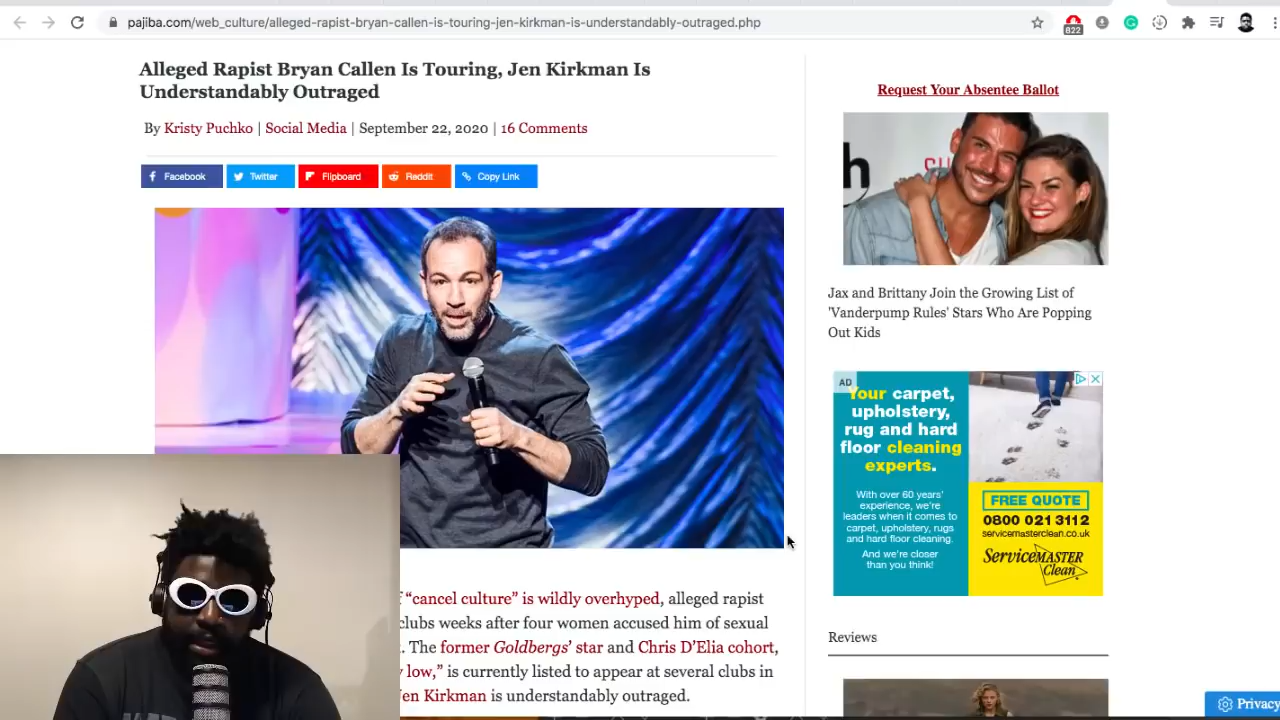 pajiba.com/web_culture/alleged-rapist-bryan-callen-is-touring-jen-kirkman-is-understandably-outraged.php
822
Alleged Rapist Bryan Callen Is Touring, Jen Kirkman Is
Understandably Outraged
By Kristy Puchko | Social Media | September 22, 2020 | 16 Comments
Facebook
Twitter
Flipboard
Reddit
Copy Link
“cancel culture” is wildly overhyped, alleged rapist
clubs weeks after four women accused him of sexual
. The former Goldbergs’ star and Chris D’Elia cohort,
low,” is currently listed to appear at several clubs in
Jen Kirkman is understandably outraged.
Request Your Absentee Ballot
h
Jax and Brittany Join the Growing List of
'Vanderpump Rules' Stars Who Are Popping
Out Kids
AD
Your carpet,
upholstery,
rug and hard
floor cleaning
experts.
With over 60 years'
experience, we're
leaders when it comes to
carpet, upholstery, rugs
and hard floor cleaning.
And we're closer
than you think!
FREE QUOTE
0800 021 3112
servicemasterclean.co.uk
ServiceMASTER
Clean
Reviews
Privacy